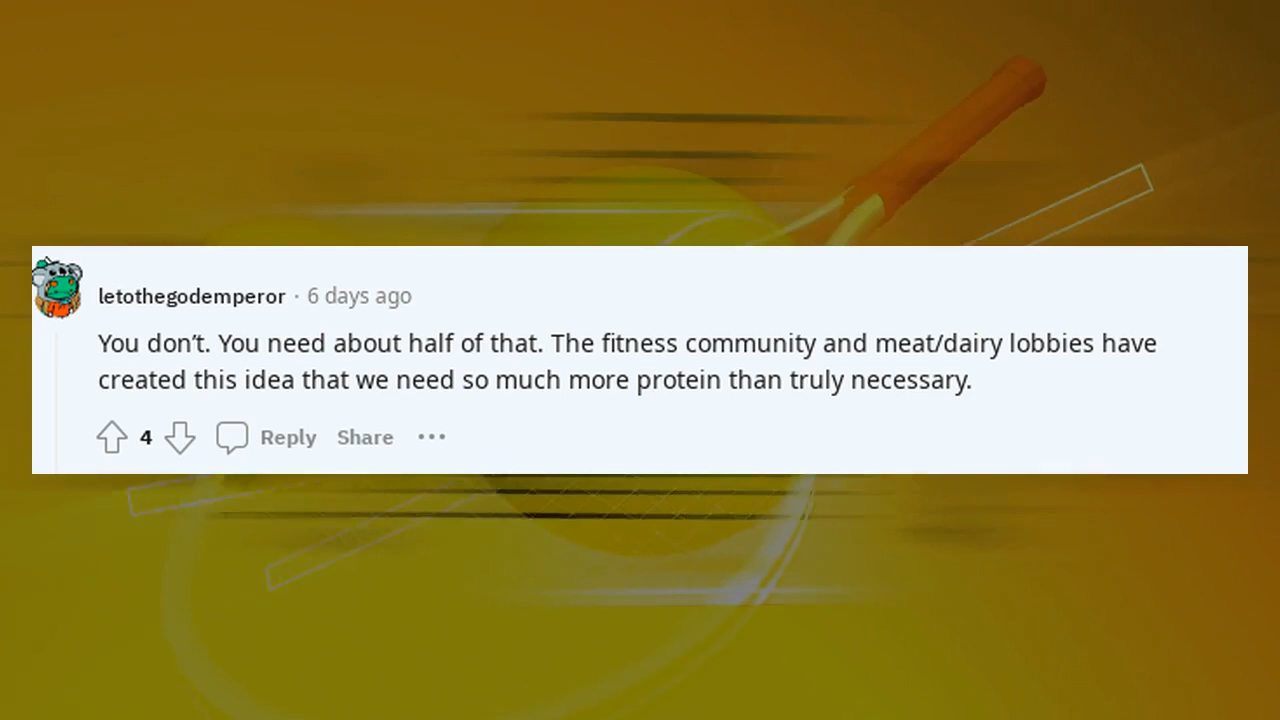 letothegodemperor · 6 days ago
You don’t. You need about half of that. The fitness community and meat/dairy lobbies have
created this idea that we need so much more protein than truly necessary.
4 Reply Share •••